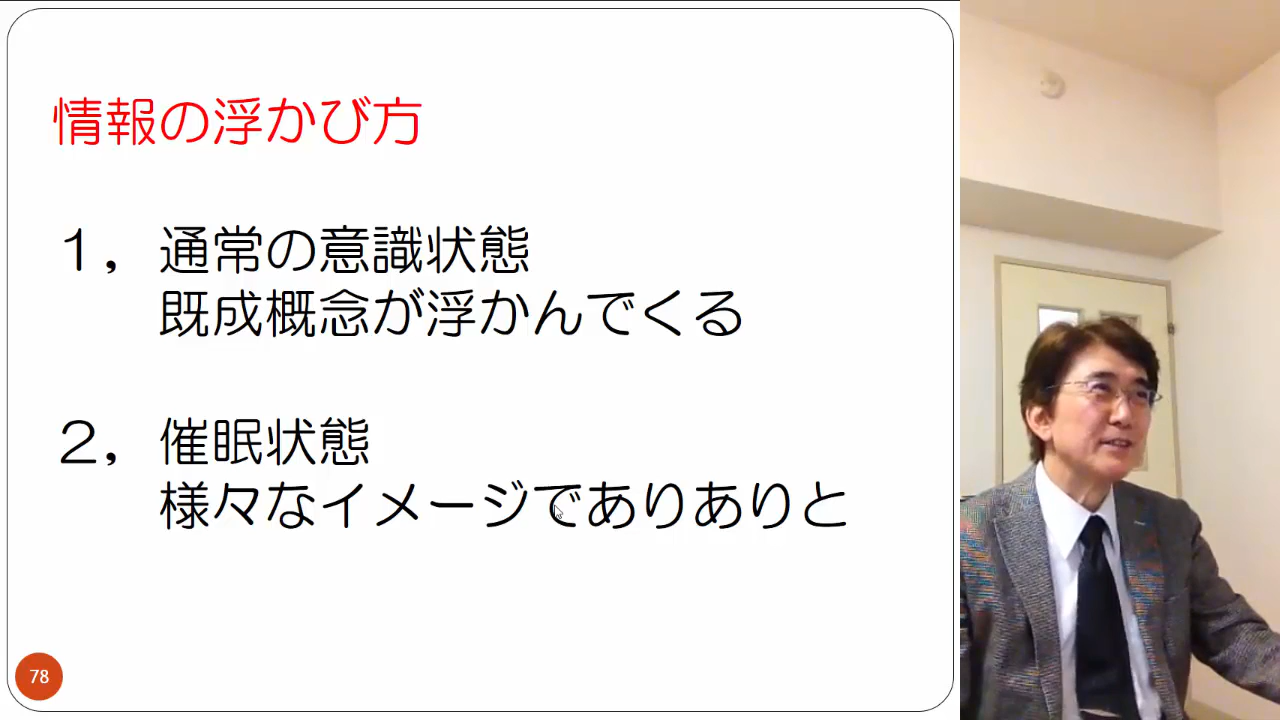 情報の浮かび方
１，通常の意識状態
既成概念が浮かんでくる
２，催眠状態
様々なイメージでありありと
78